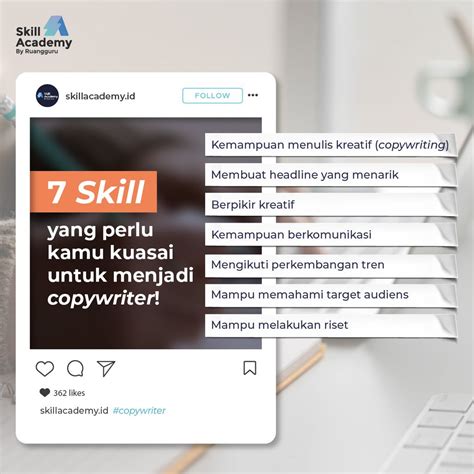 Skill
Academy
By Ruangguru
Skill
Academy
skillacademy.id
FOLLOW
7 Skill
yang perlu
kamu kuasai
untuk menjadi
copywriter!
Kemampuan menulis kreatif (copywriting)
Membuat headline yang menarik
Berpikir kreatif
Kemampuan berkomunikasi
Mengikuti perkembangan tren
Mampu memahami target audiens
Mampu melakukan riset
362 likes
skillacademy.id #copywriter